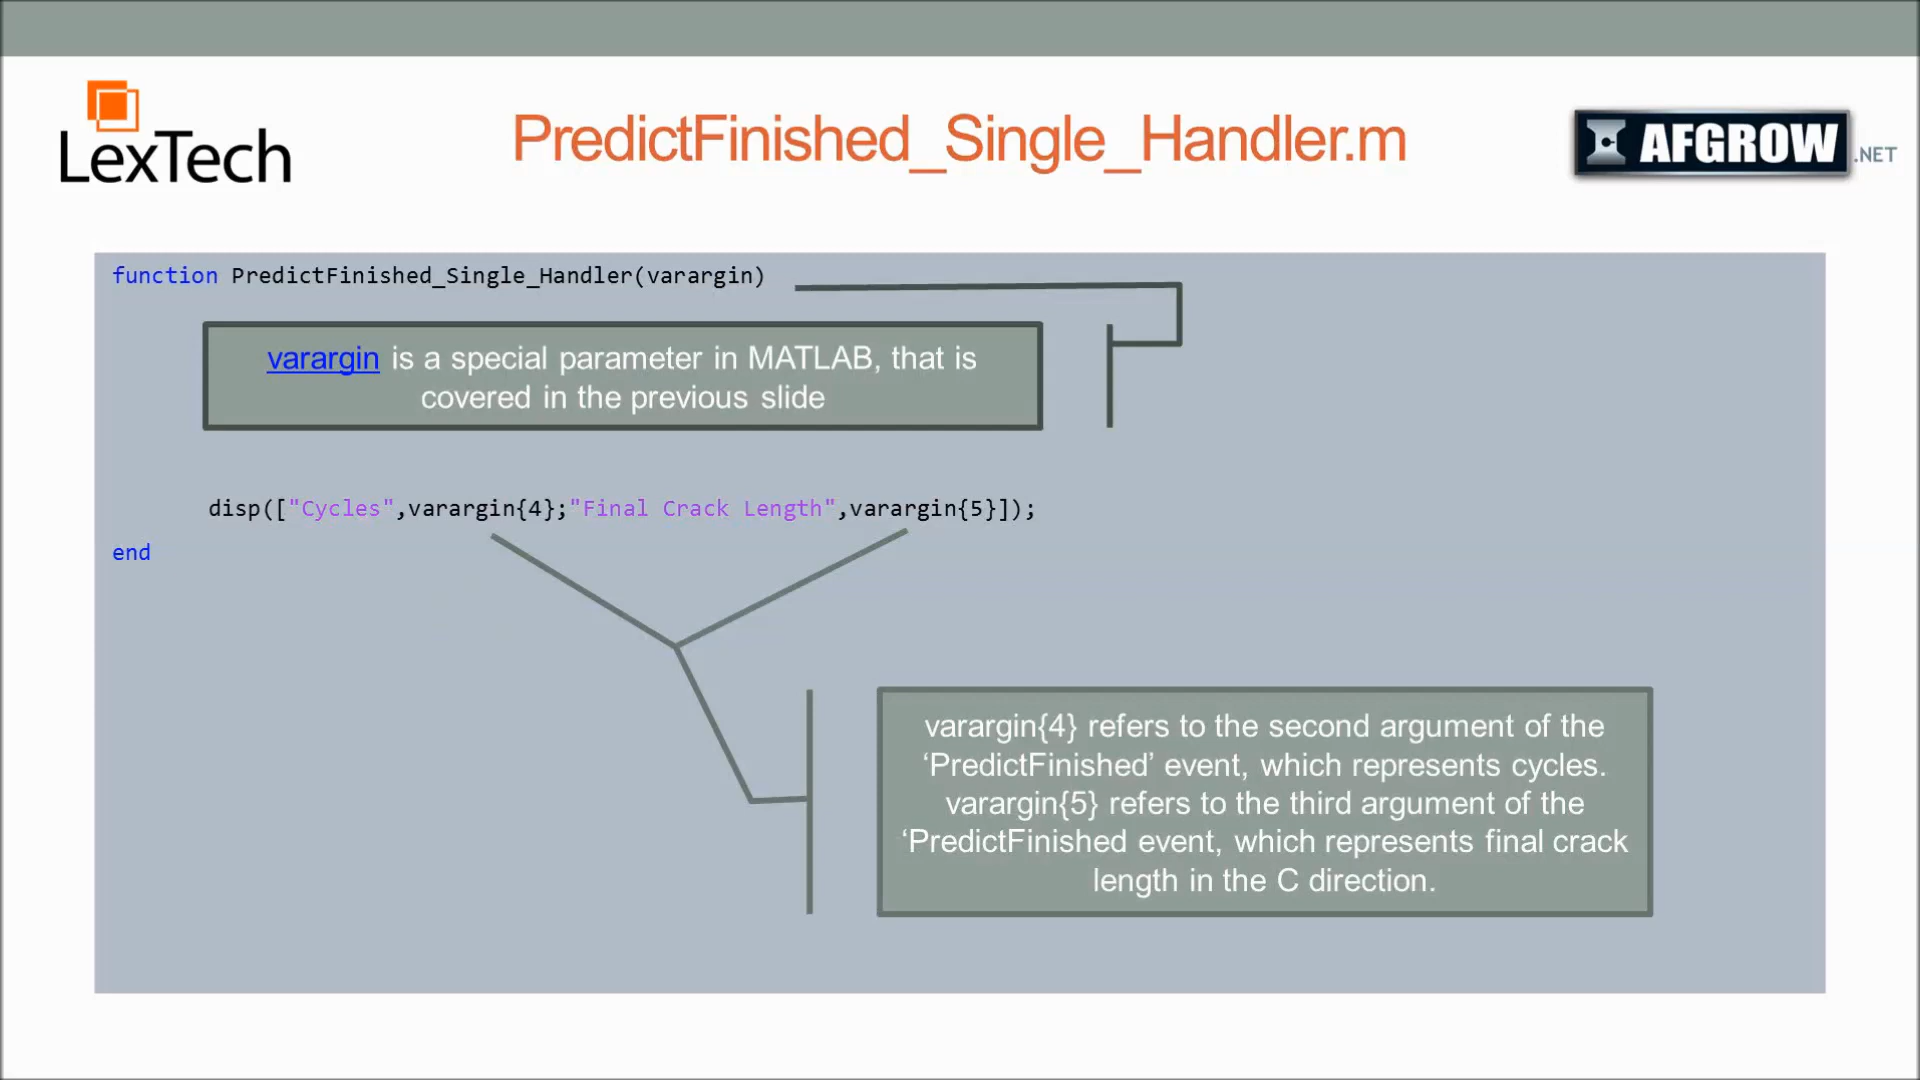 LexTech
PredictFinished_Single_Handler.m
AFGROW
.NET
function PredictFinished_Single_Handler(varargin)
varargin is a special parameter in MATLAB, that is
covered in the previous slide
disp(["Cycles",varargin{4};"Final Crack Length",varargin{5}]);
end
varargin{4} refers to the second argument of the
‘PredictFinished’ event, which represents cycles.
varargin{5} refers to the third argument of the
‘PredictFinished event, which represents final crack
length in the C direction.